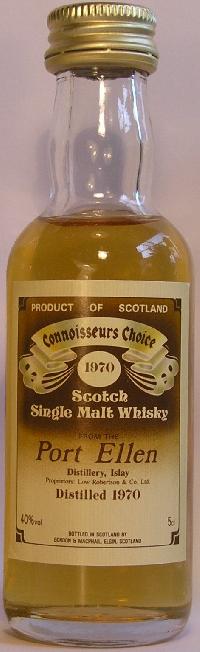 PRODUCT OF SCOTLAND
Connoisseurs Choice
1970
Scotch
Single Malt Whisky
FROM THE
Port Ellen
Distillery, Islay
Proprietors: Low Robertson & Co. Ltd.
Distilled 1970
40%vol 5cl
BOTTLED IN SCOTLAND BY
GORDON & MACPHAIL, ELGIN, SCOTLAND